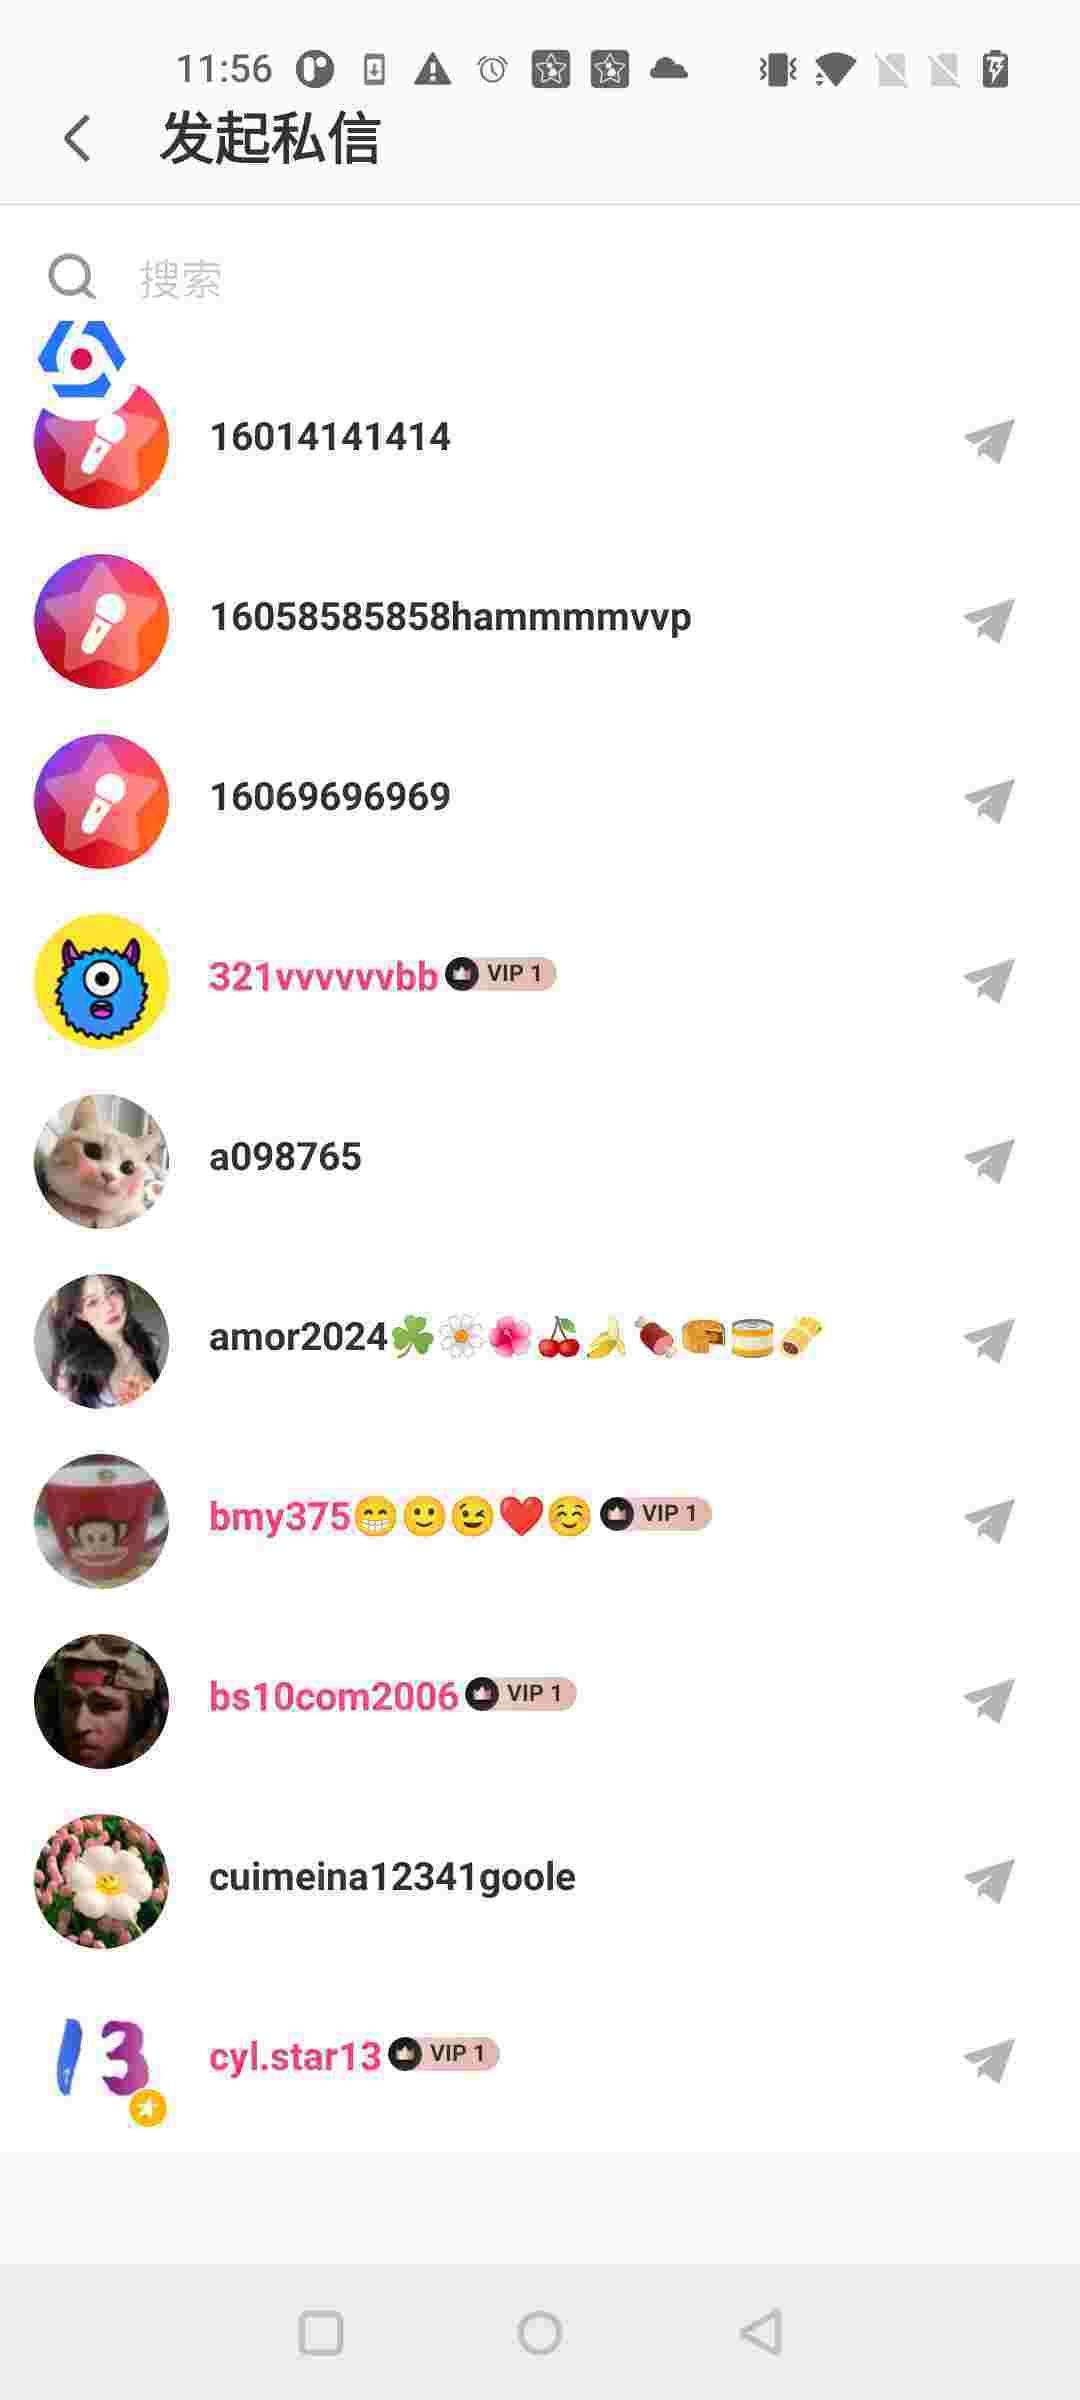 11:56
发起私信
搜索
16014141414
16058585858hammmmvvp
16069696969
321vvvvvvbb VIP 1
a098765
amor2024☘️🌼🌺🍒🍌🍖🥮🥫🌯
bmy375😁🙂😉❤️☺️ VIP 1
bs10com2006 VIP 1
cuimeina12341goole
13
cyl.star13 VIP 1